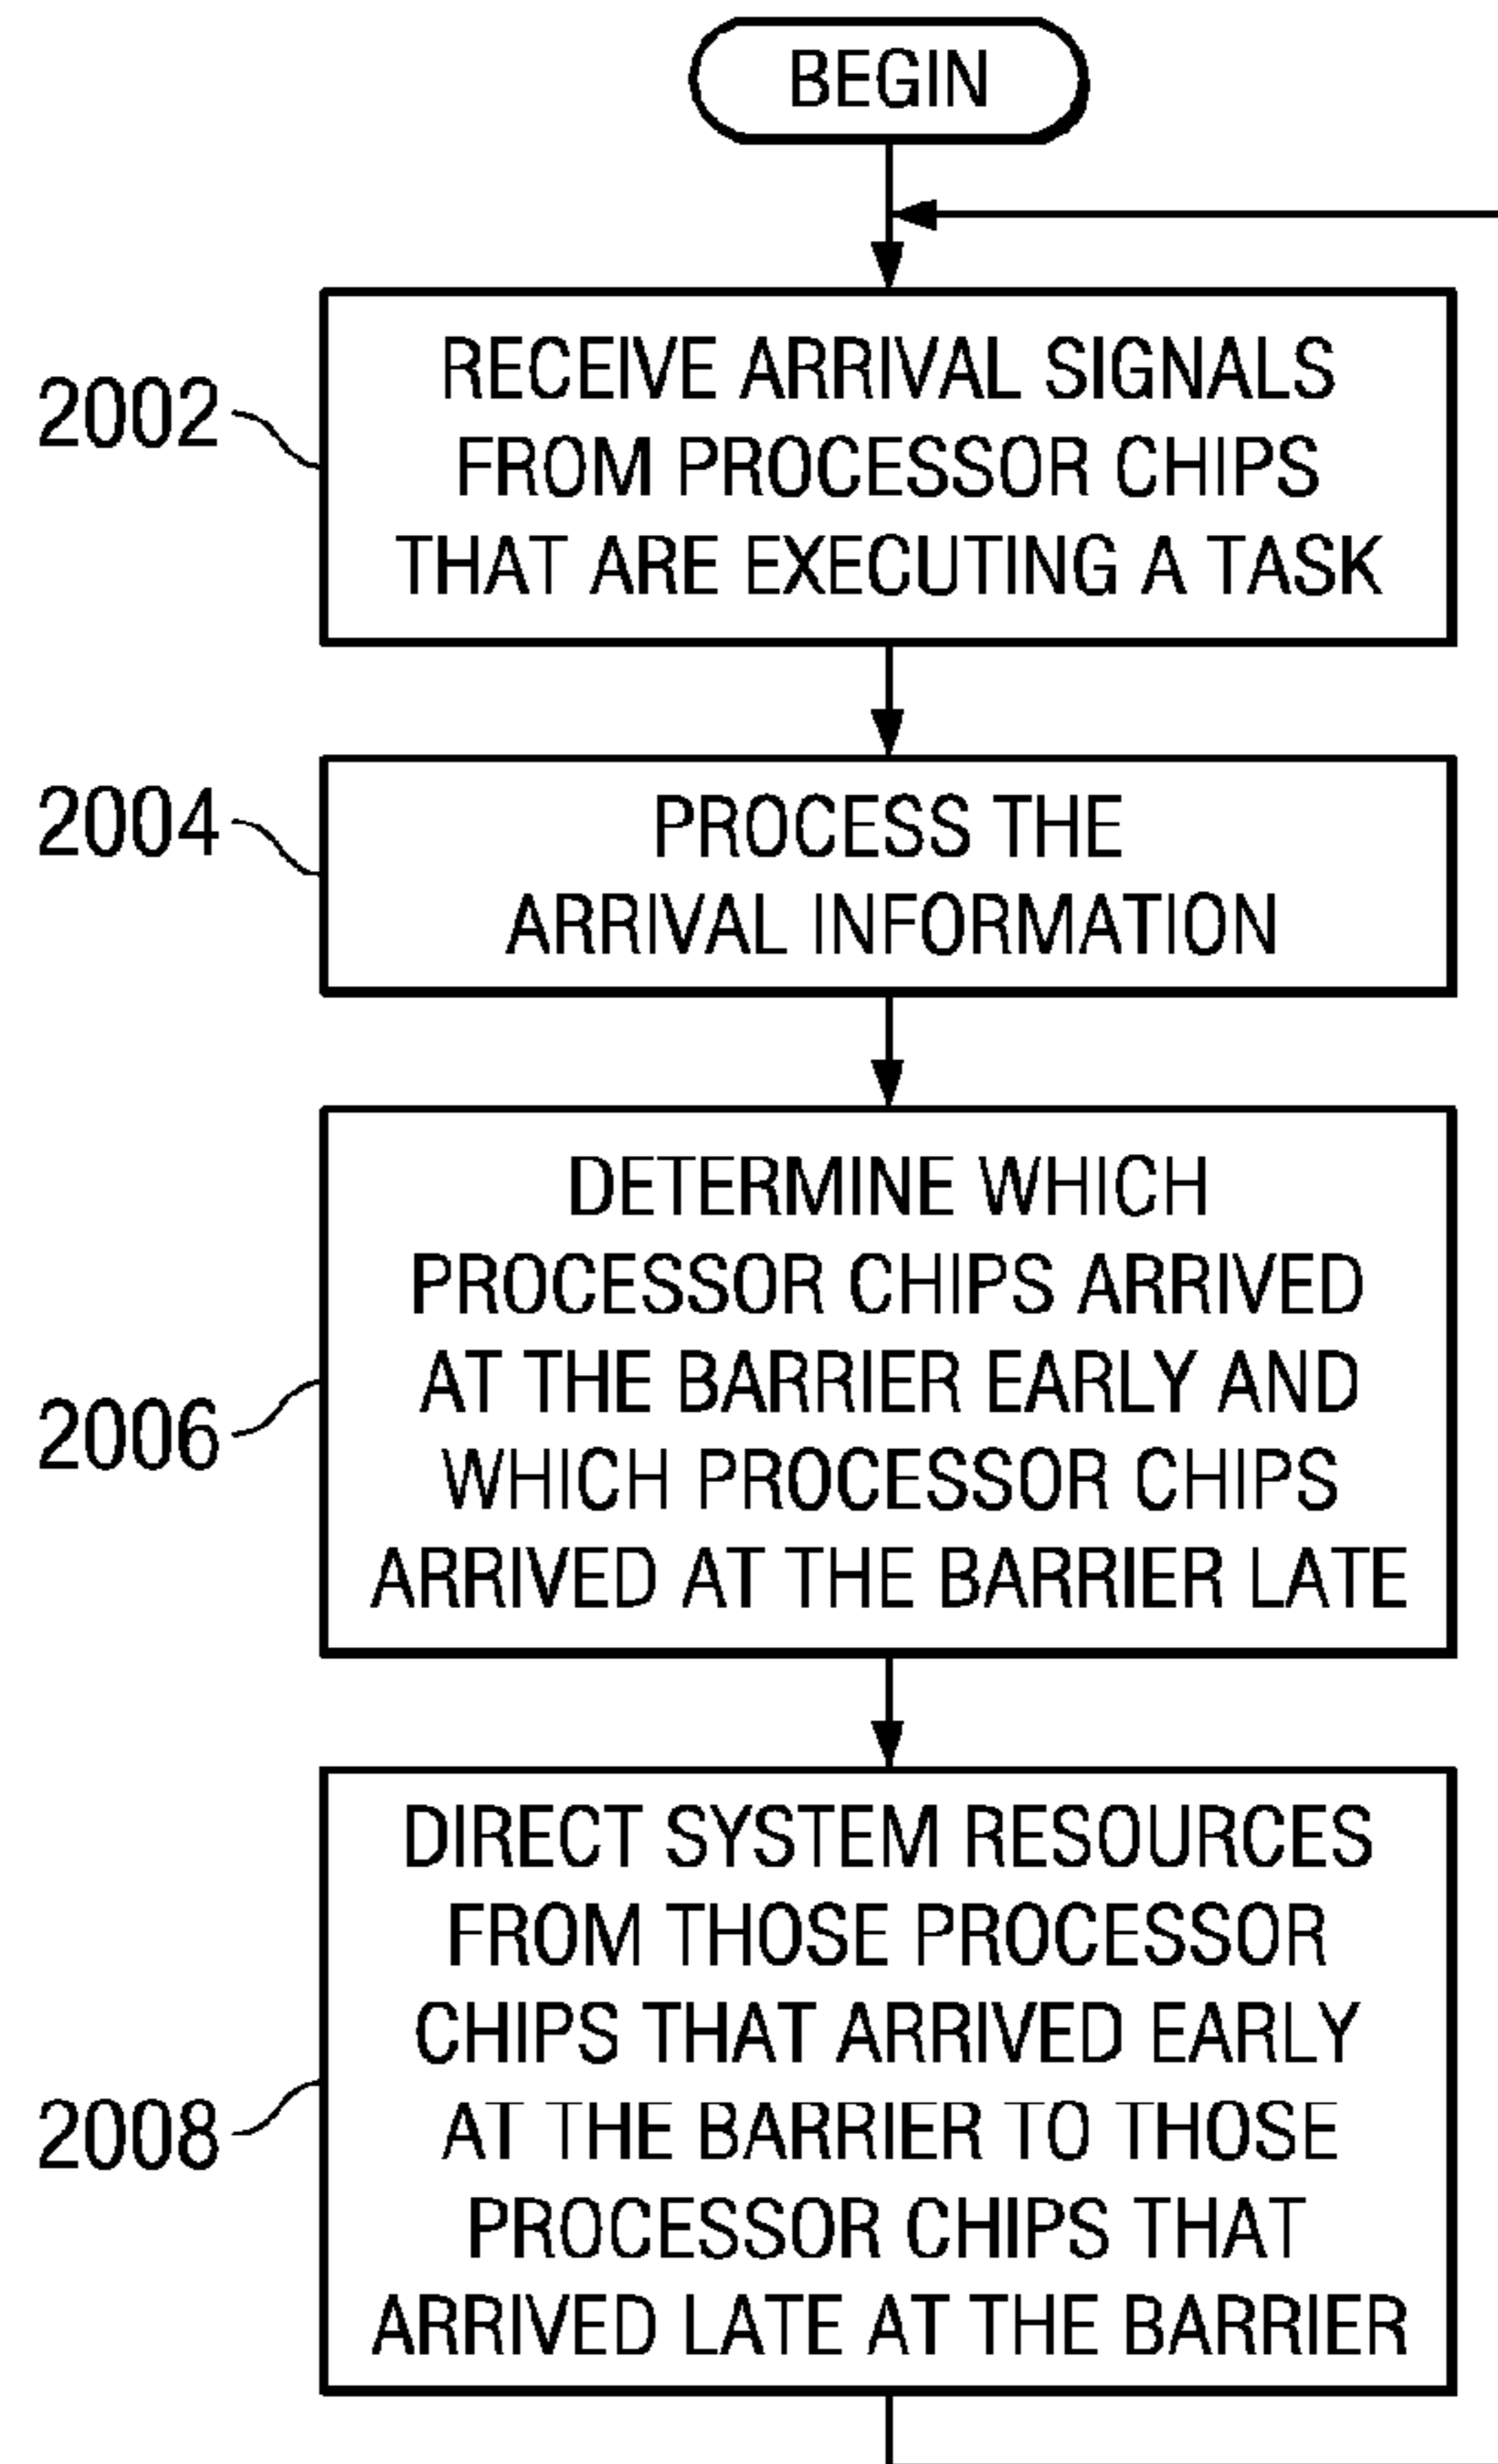 BEGIN
2002
RECEIVE ARRIVAL SIGNALS
FROM PROCESSOR CHIPS
THAT ARE EXECUTING A TASK
2004
PROCESS THE
ARRIVAL INFORMATION
2006
DETERMINE WHICH
PROCESSOR CHIPS ARRIVED
AT THE BARRIER EARLY AND
WHICH PROCESSOR CHIPS
ARRIVED AT THE BARRIER LATE
2008
DIRECT SYSTEM RESOURCES
FROM THOSE PROCESSOR
CHIPS THAT ARRIVED EARLY
AT THE BARRIER TO THOSE
PROCESSOR CHIPS THAT
ARRIVED LATE AT THE BARRIER